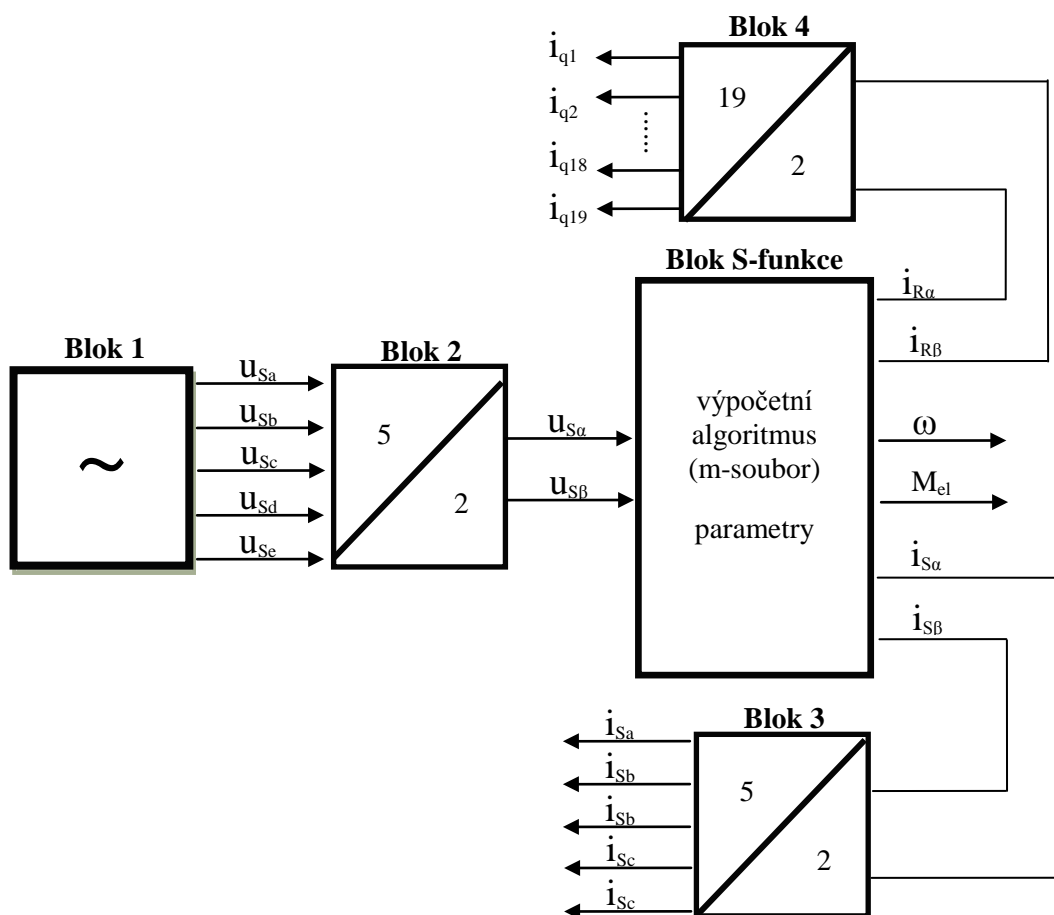 Blok 4
i_q1
i_q2
i_q18
i_q19
19
2
Blok S-funkce
výpočetní
algoritmus
(m-soubor)
parametry
i_Rα
i_Rβ
ω
M_el
i_Sα
i_Sβ
Blok 1
~
u_Sa
u_Sb
u_Sc
u_Sd
u_Se
Blok 2
5
2
u_Sα
u_Sβ
Blok 3
i_Sa
i_Sb
i_Sb
i_Sc
i_Sc
5
2